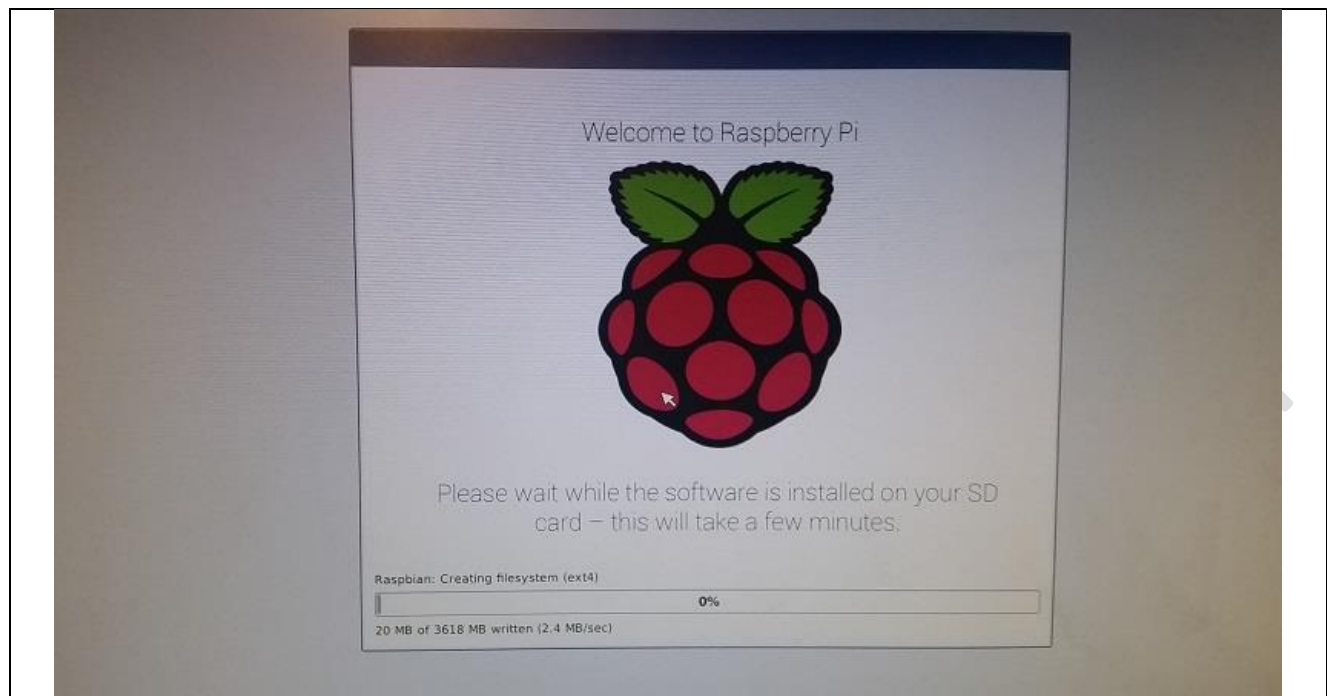 Welcome to Raspberry Pi
Please wait while the software is installed on your SD
card – this will take a few minutes.
Raspbian: Creating filesystem (ext4)
0%
20 MB of 3618 MB written (2.4 MB/sec)